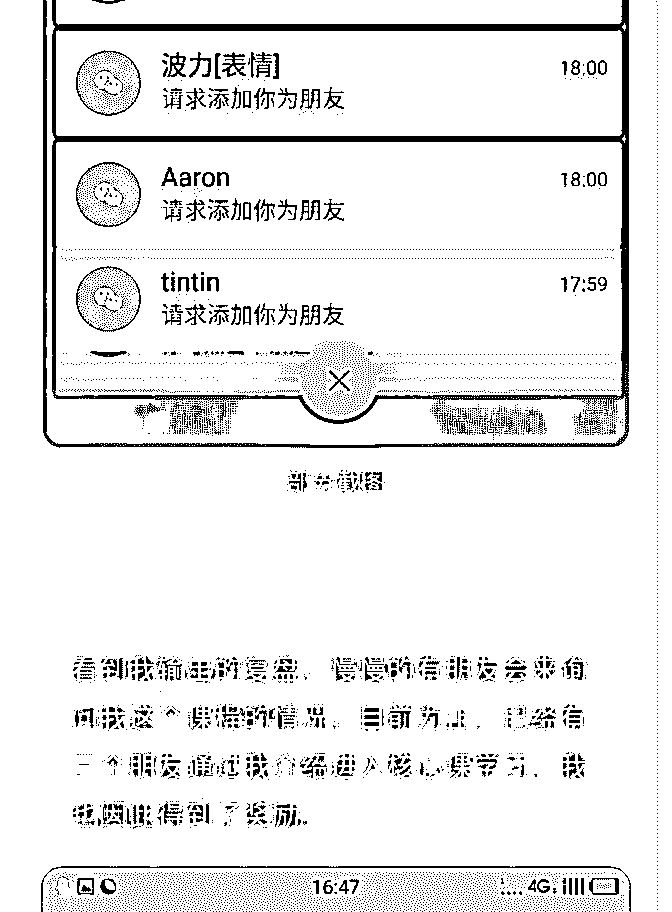 波力[表情] 18:00
请求添加你为朋友
Aaron 18:00
请求添加你为朋友
tintin 17:59
请求添加你为朋友
部分截图
看到我输出的复盘,慢慢的有朋友会来询
问我这个课程的情况,目前为止,已经有
三个朋友通过我介绍进入核心课学习,我
也因此得到了奖励。
16:47 4G